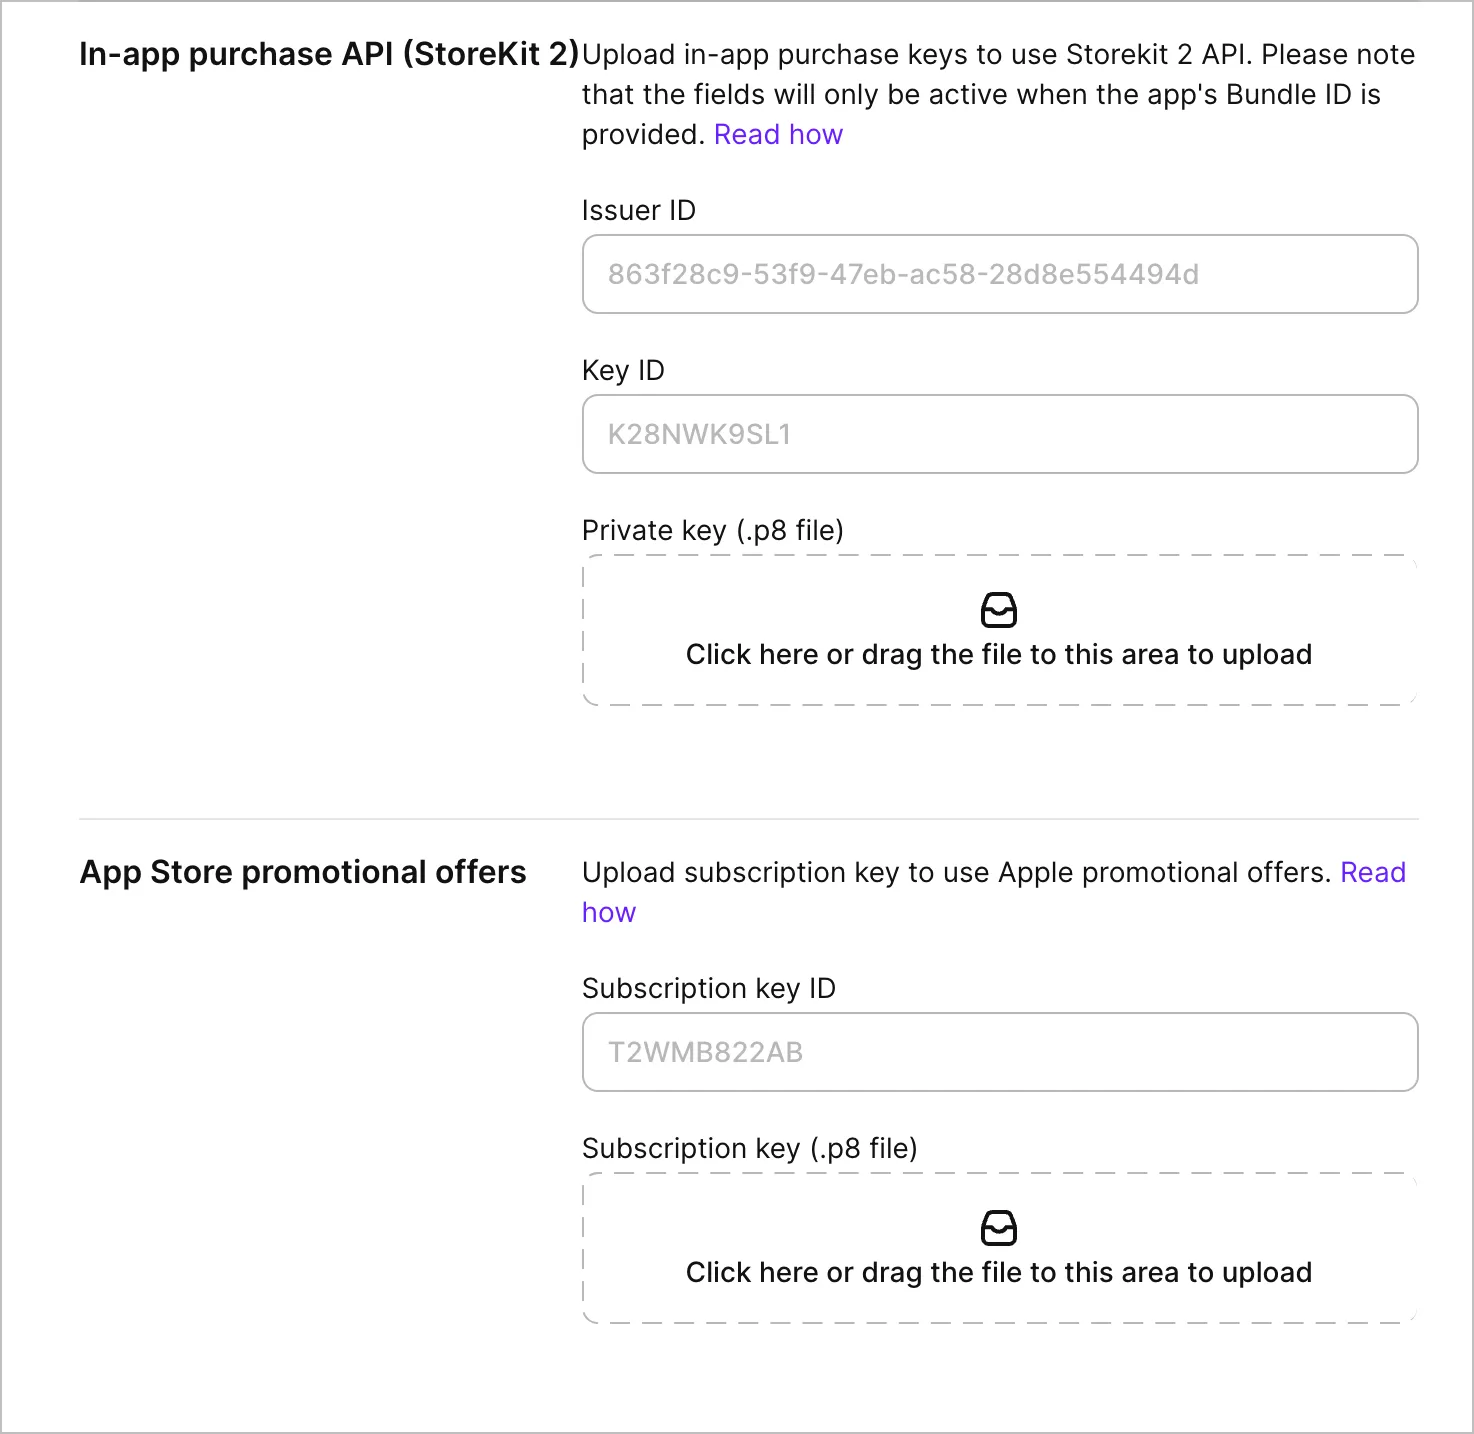 In-app purchase API (StoreKit 2)
Upload in-app purchase keys to use Storekit 2 API. Please note
that the fields will only be active when the app's Bundle ID is
provided. Read how
Issuer ID
863f28c9-53f9-47eb-ac58-28d8e554494d
Key ID
K28NWK9SL1
Private key (.p8 file)
Click here or drag the file to this area to upload
App Store promotional offers
Upload subscription key to use Apple promotional offers. Read
how
Subscription key ID
T2WMB822AB
Subscription key (.p8 file)
Click here or drag the file to this area to upload